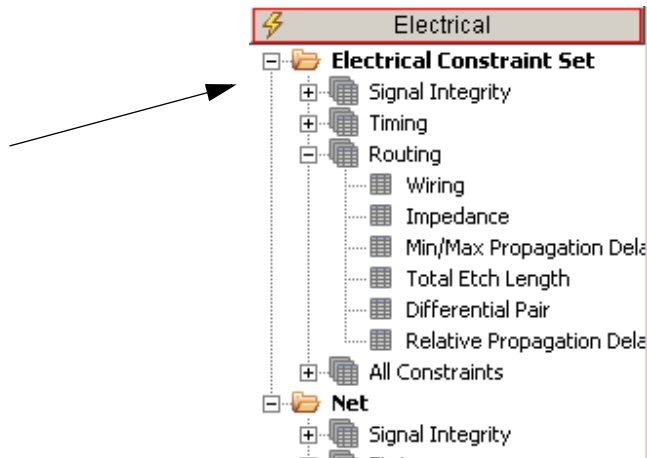 Electrical
Electrical Constraint Set
Signal Integrity
Timing
Routing
Wiring
Impedance
Min/Max Propagation Dela
Total Etch Length
Differential Pair
Relative Propagation Dela
All Constraints
Net
Signal Integrity